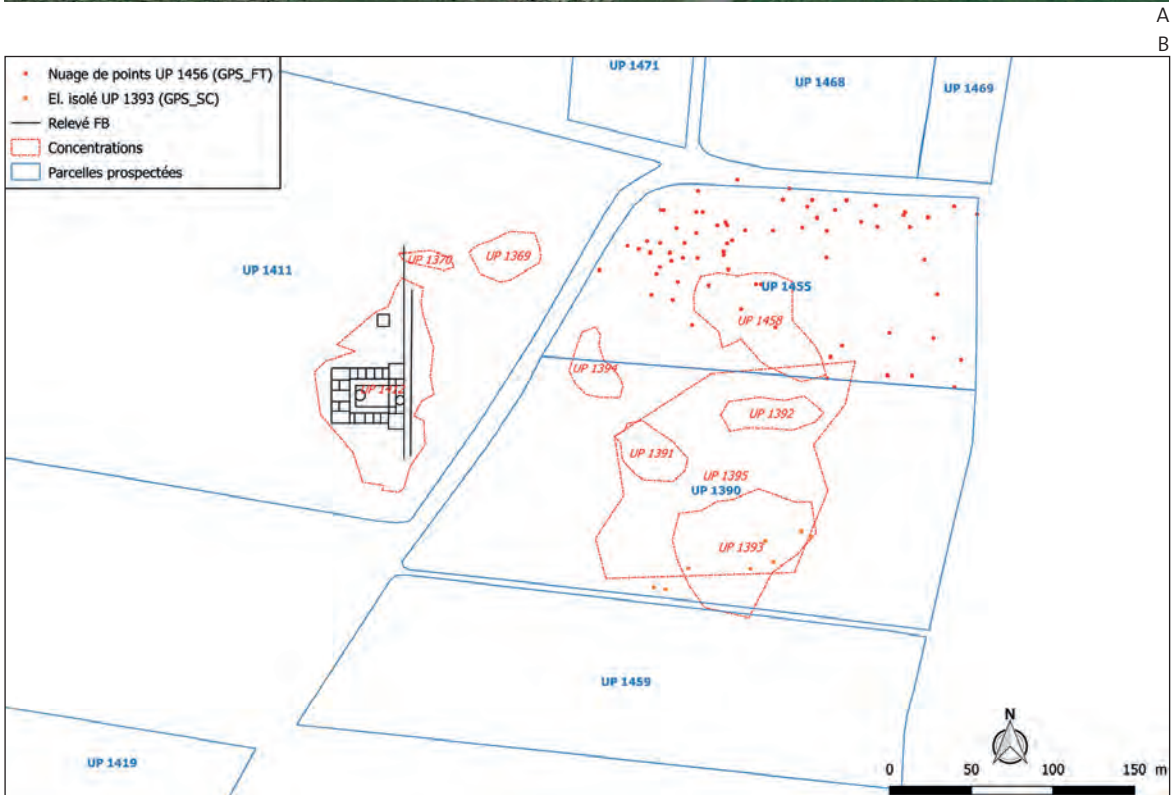 A
B
Nuage de points UP 1456 (GPS_FT)
El. isolé UP 1393 (GPS_SC)
Relevé FB
Concentrations
Parcelles prospectées
UP 1471
UP 1468
UP 1469
UP 1411
UP 1370
UP 1369
UP 1455
UP 1458
UP 1394
UP 1392
UP 1391
UP 1395
UP 1390
UP 1393
UP 1459
UP 1419
N
0 50 100 150 m